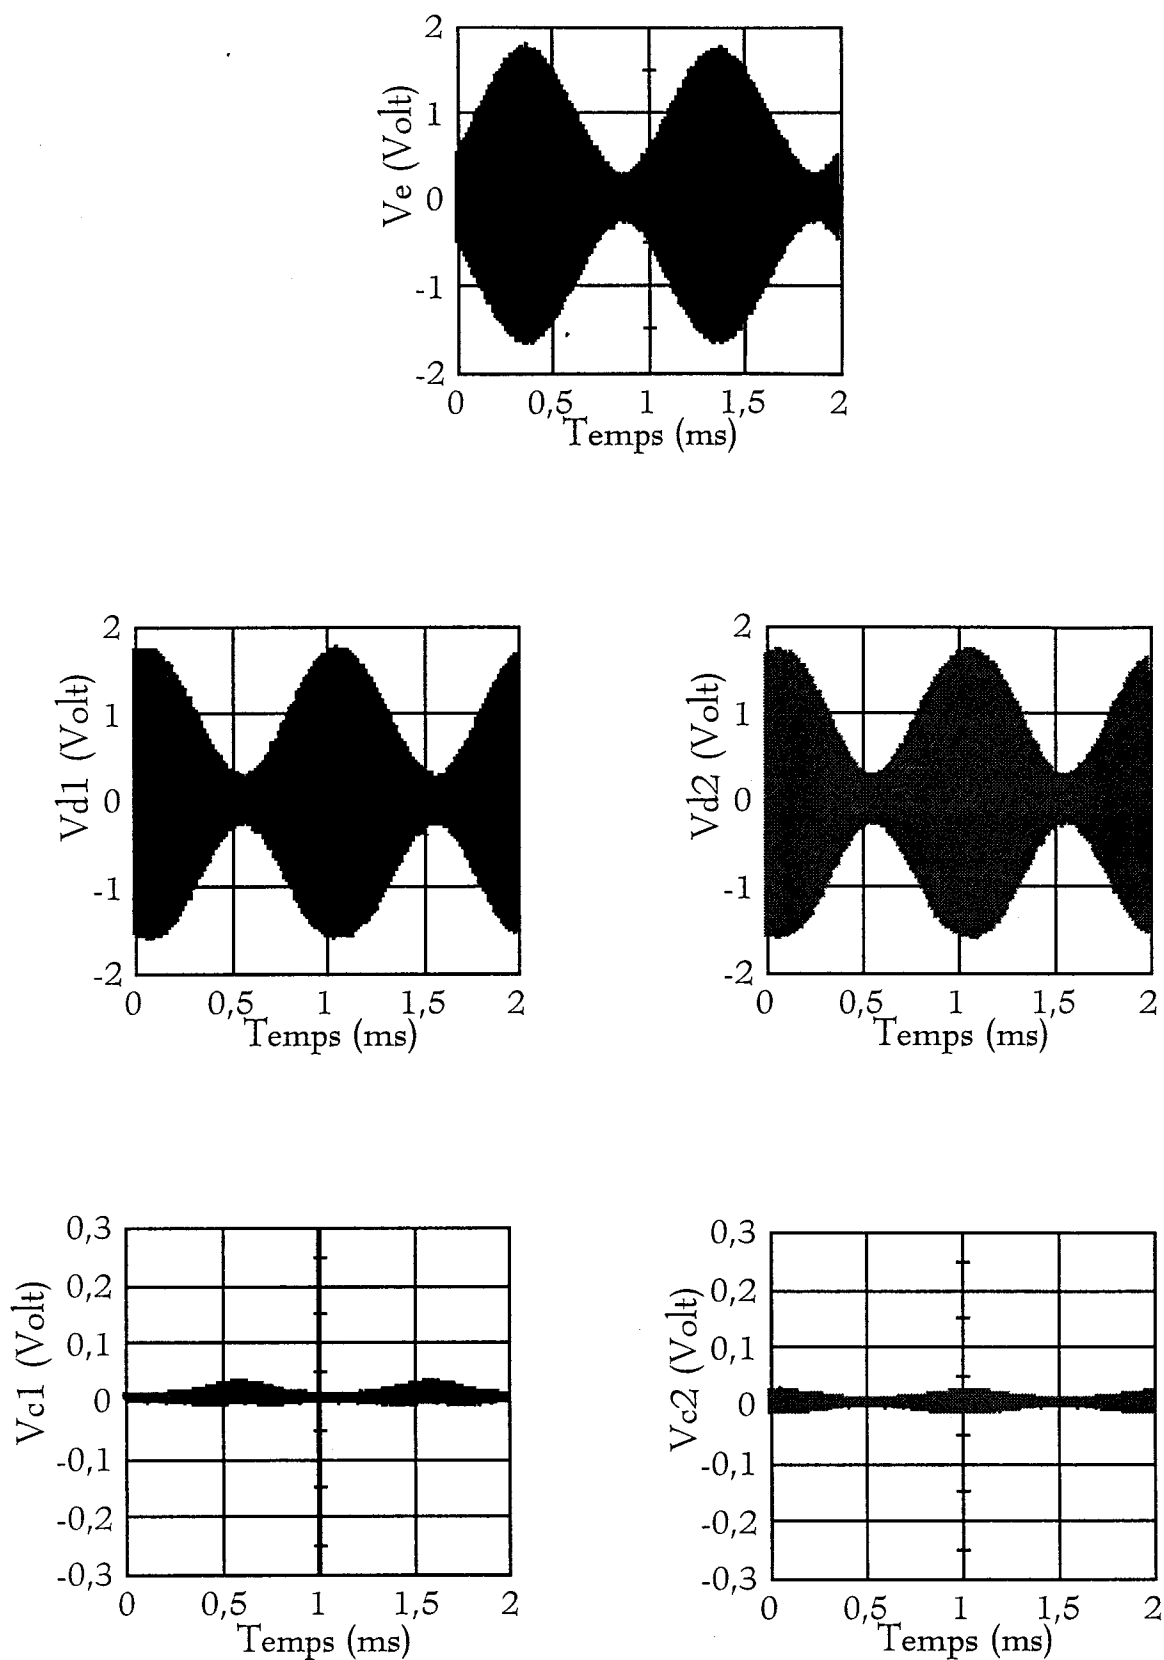 2
1
0
-1
-2
Ve (Volt)
0 0,5 1 1,5 2
Temps (ms)
2
1
0
-1
-2
Vd1 (Volt)
0 0,5 1 1,5 2
Temps (ms)
2
1
0
-1
-2
Vd2 (Volt)
0 0,5 1 1,5 2
Temps (ms)
0,3
0,2
0,1
0
-0,1
-0,2
-0,3
Vc1 (Volt)
0 0,5 1 1,5 2
Temps (ms)
0,3
0,2
0,1
0
-0,1
-0,2
-0,3
Vc2 (Volt)
0 0,5 1 1,5 2
Temps (ms)